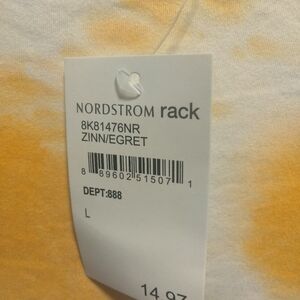 NORDSTROM rack
8K81476NR
ZINN/EGRET
8 89602 51507 1
DEPT:888
L
14.97